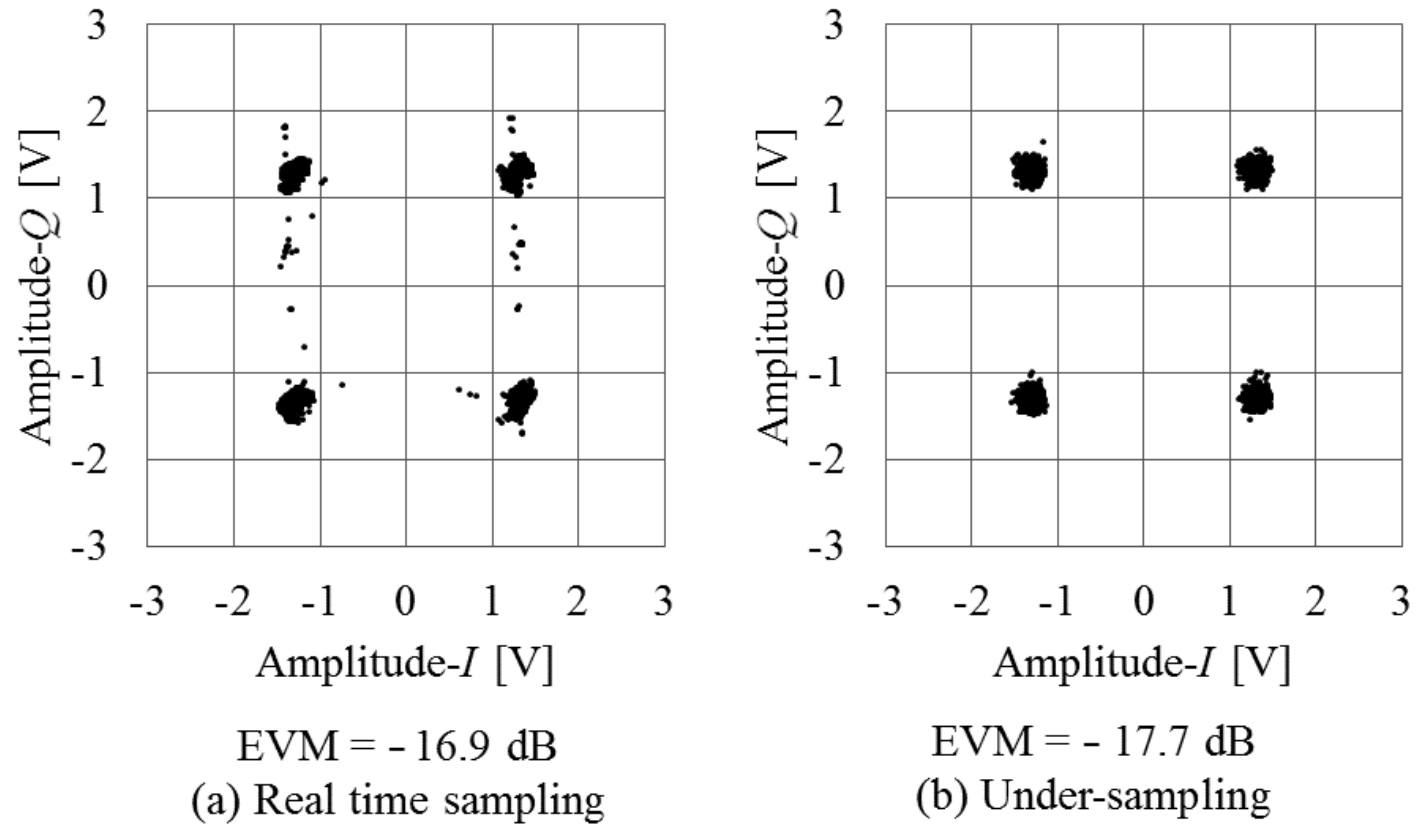 3
2
1
0
-1
-2
-3
Amplitude-Q [V]
-3 -2 -1 0 1 2 3
Amplitude-I [V]
EVM = - 16.9 dB
(a) Real time sampling
3
2
1
0
-1
-2
-3
Amplitude-Q [V]
-3 -2 -1 0 1 2 3
Amplitude-I [V]
EVM = - 17.7 dB
(b) Under-sampling